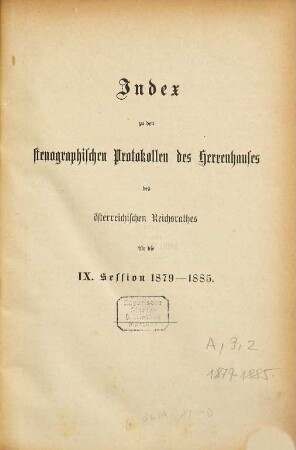 Index
zu den
stenographischen Protokollen des Herrenhauses
des
österreichischen Reichsrathes
für die
IX. Session 1879—1885.
A, 3, 2
1879-1885.